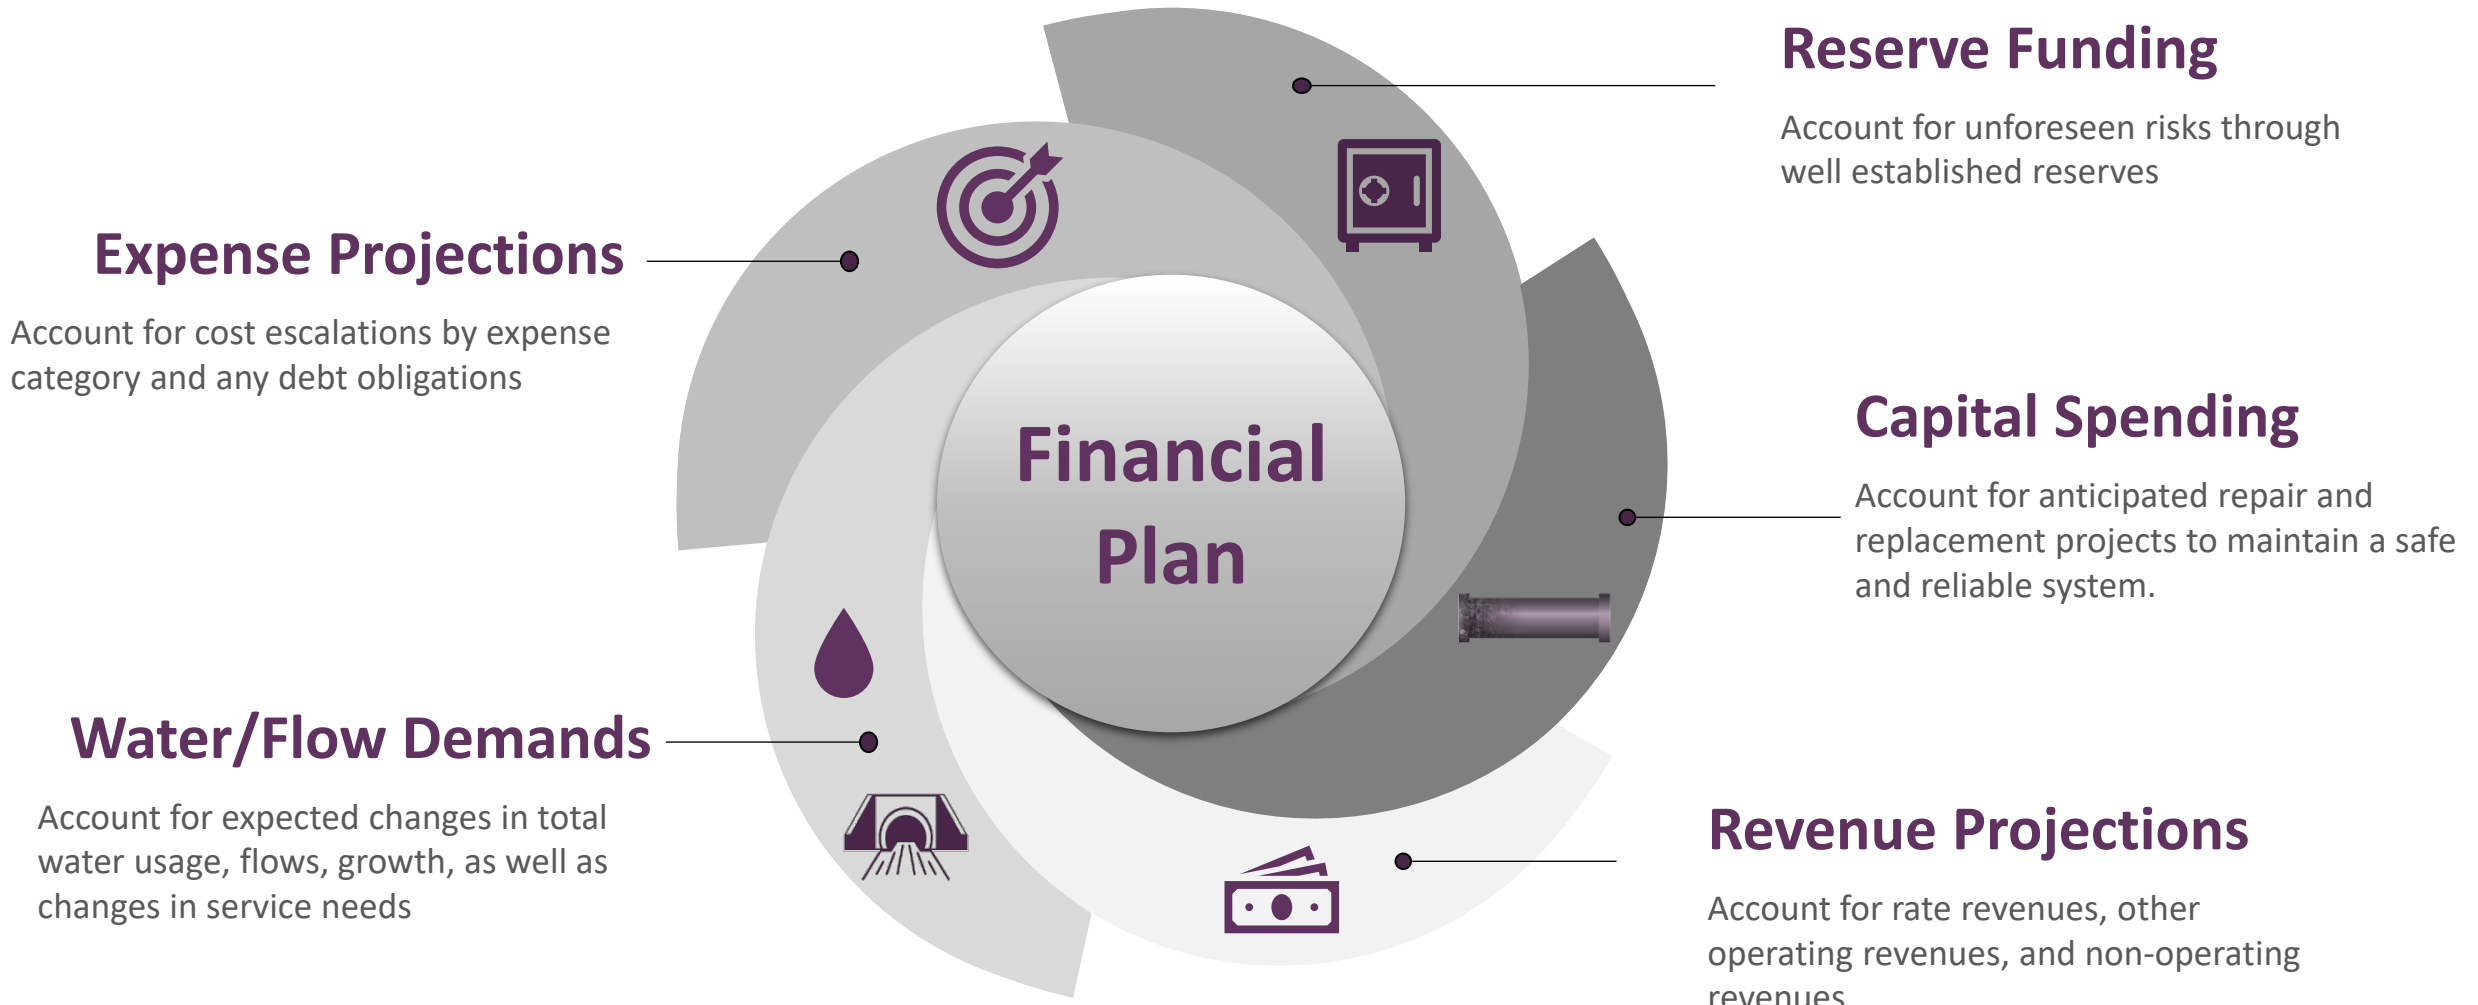 Reserve Funding
Account for unforeseen risks through
well established reserves
Expense Projections
Account for cost escalations by expense
category and any debt obligations
Financial
Plan
Capital Spending
Account for anticipated repair and
replacement projects to maintain a safe
and reliable system.
Water/Flow Demands
Account for expected changes in total
water usage, flows, growth, as well as
changes in service needs
Revenue Projections
Account for rate revenues, other
operating revenues, and non-operating
revenues